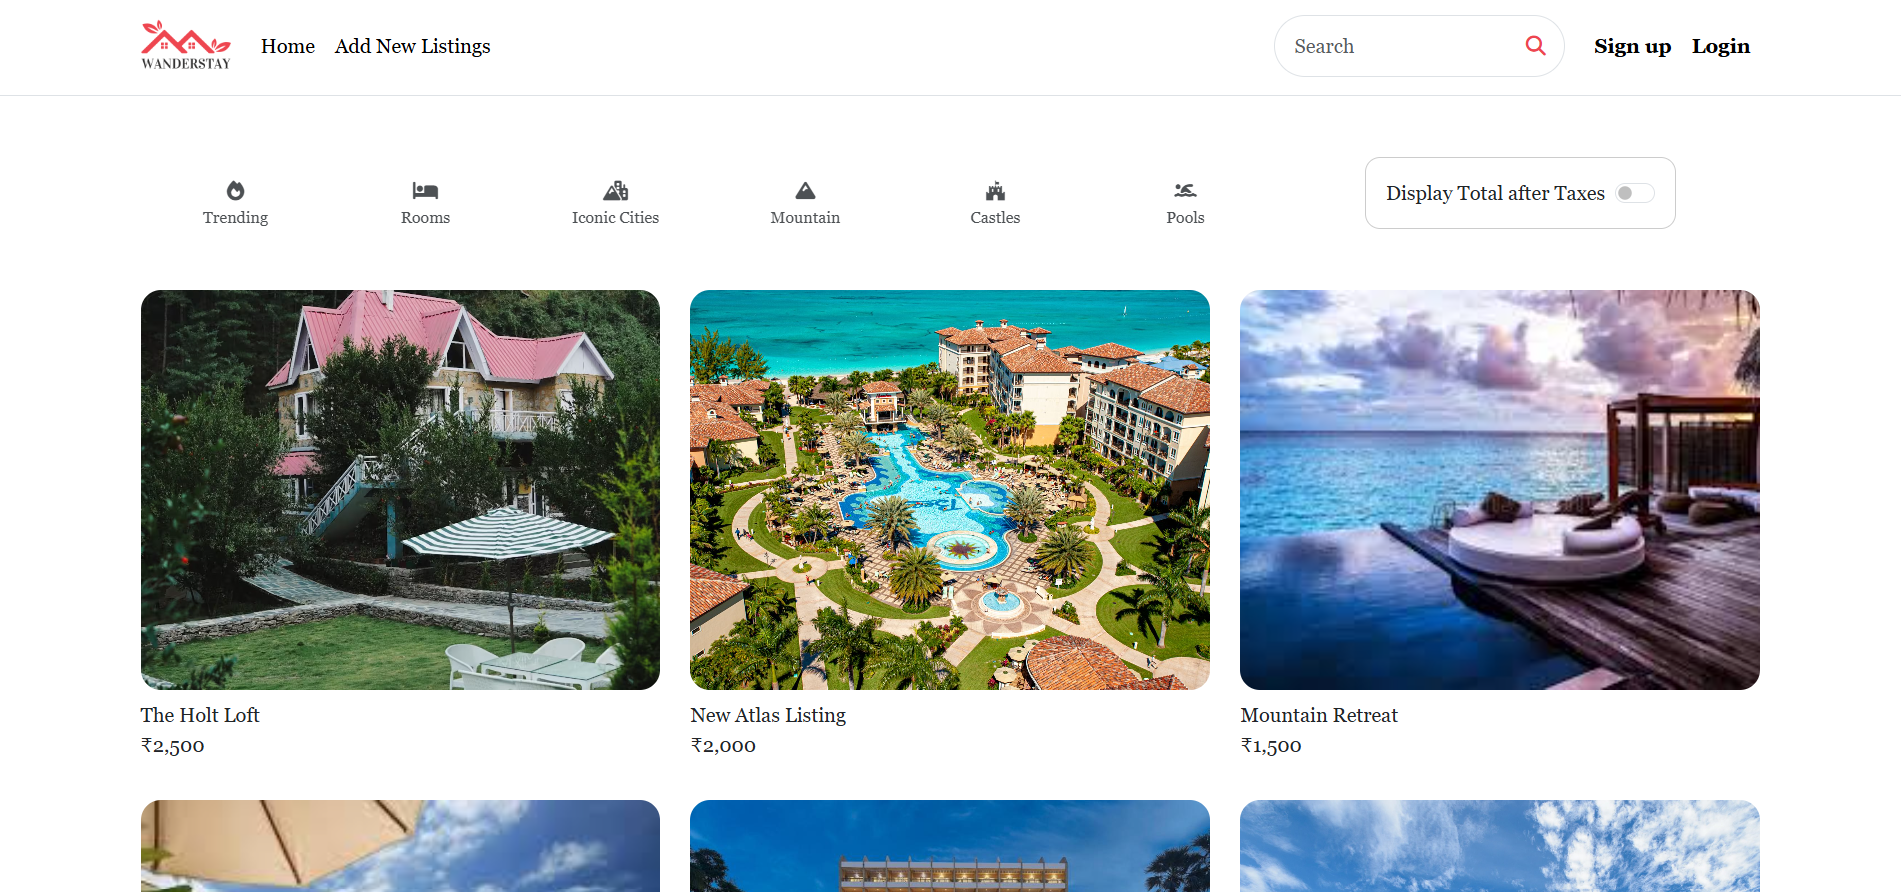 WANDERSTAY
Home
Add New Listings
Search
Sign up
Login
Trending
Rooms
Iconic Cities
Mountain
Castles
Pools
Display Total after Taxes
The Holt Loft
₹2,500
New Atlas Listing
₹2,000
Mountain Retreat
₹1,500